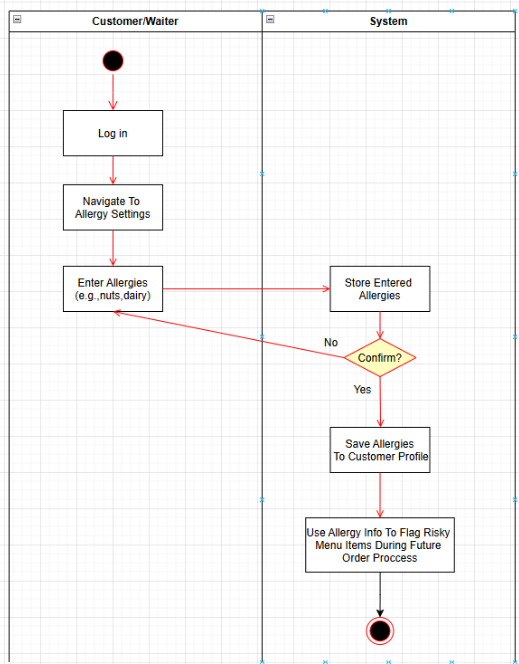 Customer/Waiter
System
Log in
Navigate To
Allergy Settings
Enter Allergies
(e.g.,nuts,dairy)
Store Entered
Allergies
No
Confirm?
Yes
Save Allergies
To Customer Profile
Use Allergy Info To Flag Risky
Menu Items During Future
Order Proccess